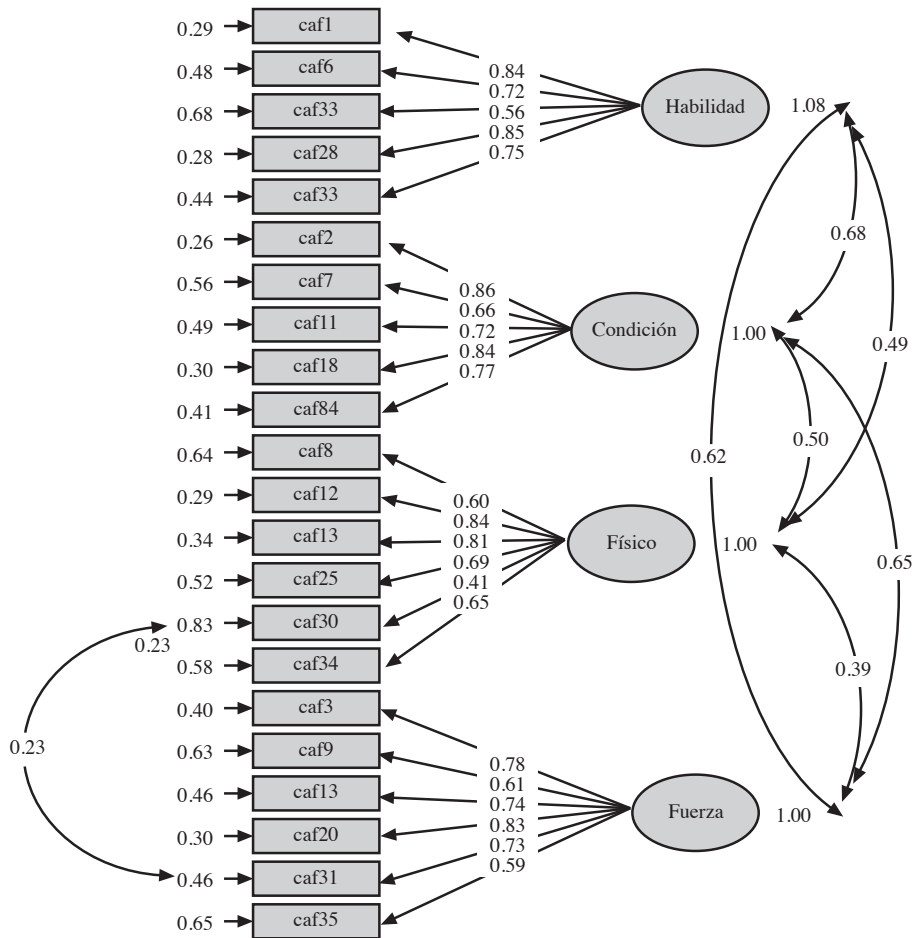 0.29 caf1
0.48 caf6
0.68 caf33
0.28 caf28
0.44 caf33
0.84
0.72
0.56
0.85
0.75
Habilidad
1.08
0.26 caf2
0.56 caf7
0.49 caf11
0.30 caf18
0.41 caf84
0.86
0.66
0.72
0.84
0.77
Condición
1.00
0.64 caf8
0.29 caf12
0.34 caf13
0.52 caf25
0.83 caf30
0.58 caf34
0.60
0.84
0.81
0.69
0.41
0.65
Físico
1.00
0.40 caf3
0.63 caf9
0.46 caf13
0.30 caf20
0.46 caf31
0.65 caf35
0.78
0.61
0.74
0.83
0.73
0.59
Fuerza
1.00
0.23
0.23
0.68
0.49
0.50
0.62
0.65
0.39